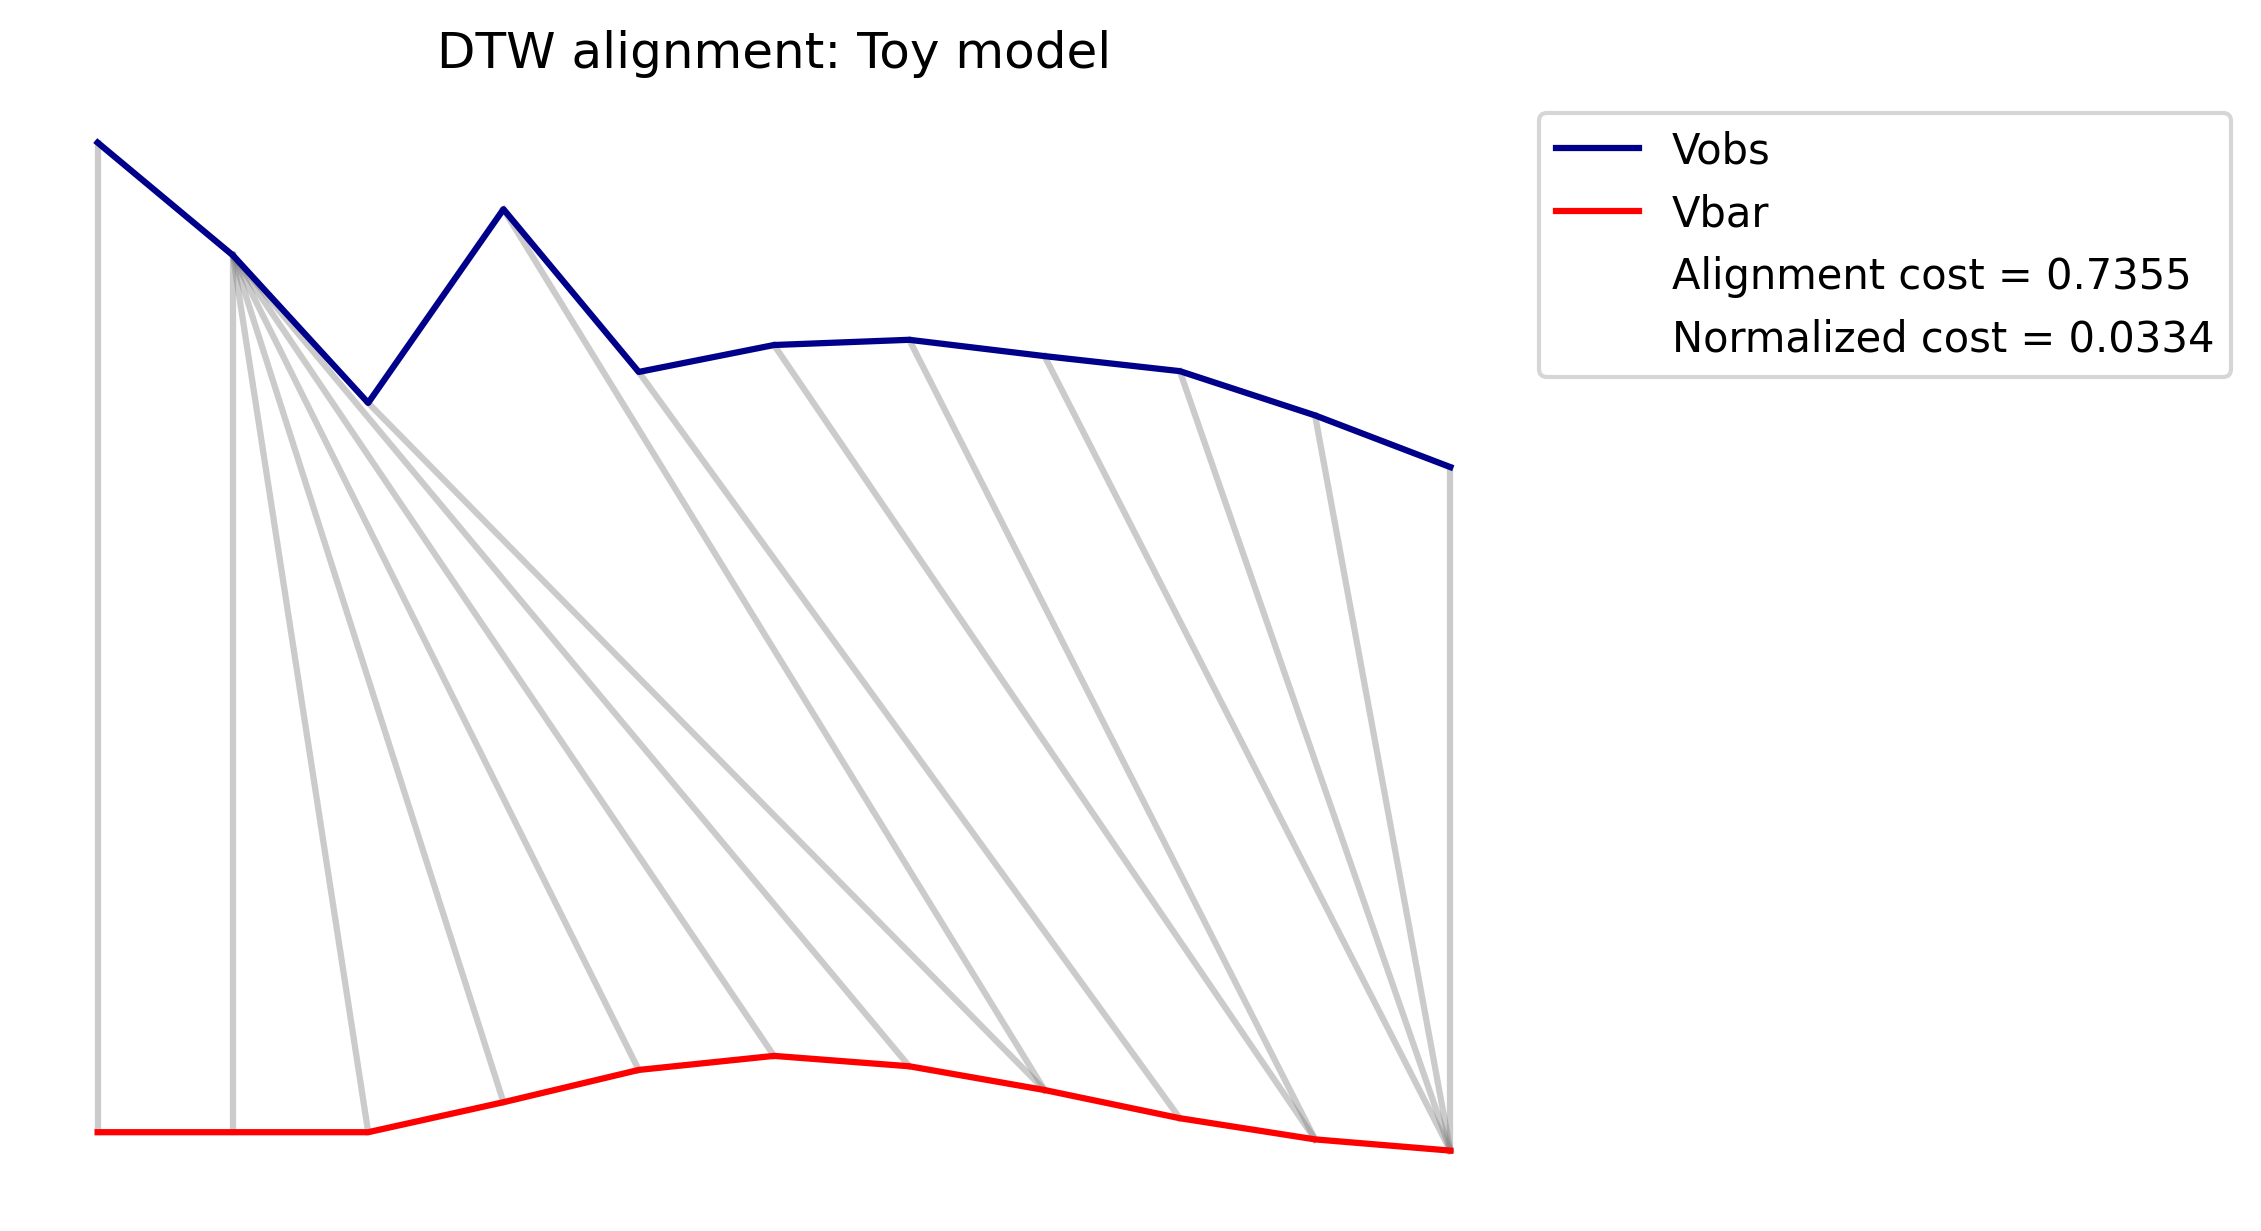 DTW alignment: Toy model
Vobs
Vbar
Alignment cost = 0.7355
Normalized cost = 0.0334